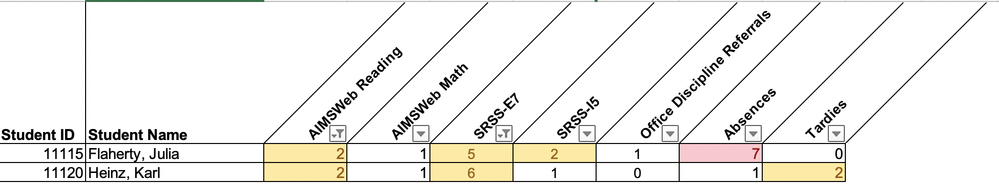 Student ID Student Name AIMSWeb Reading AIMSWeb Math SRSS-E7 SRSS-I5 Office Discipline Referrals Absences Tardies
11115 Flaherty, Julia 2 1 5 2 1 7 0
11120 Heinz, Karl 2 1 6 1 0 1 2